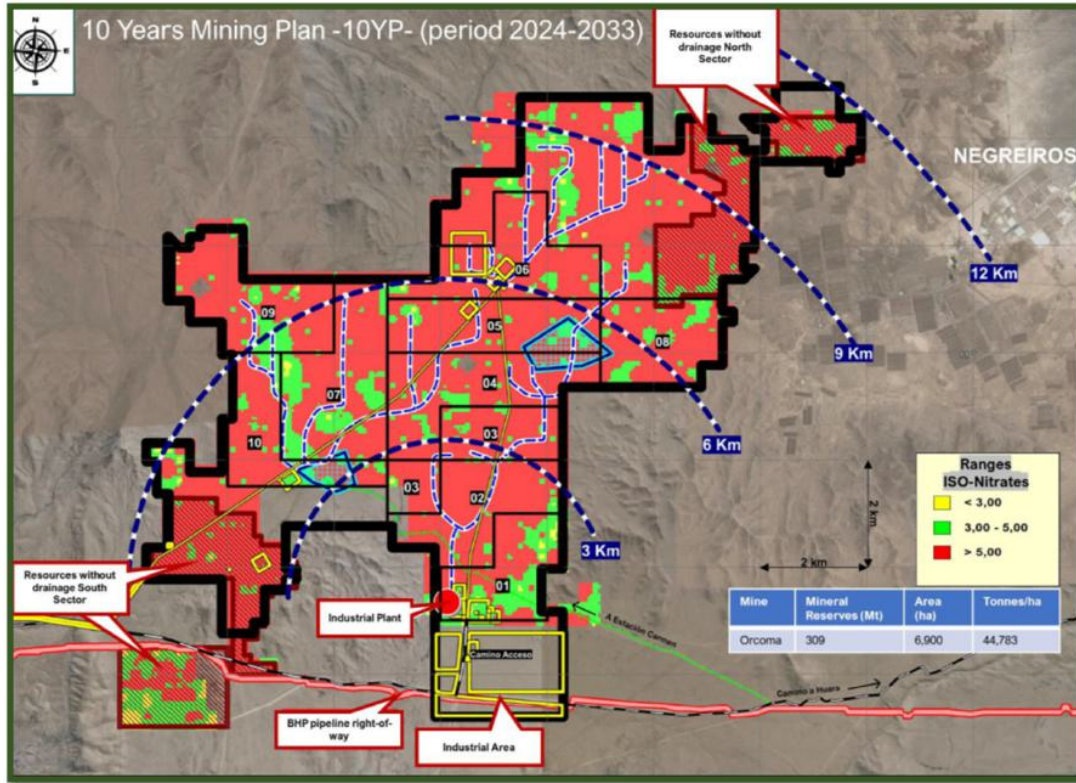 N
E
S
10 Years Mining Plan -10YP- (period 2024-2033)
Resources without
drainage North
Sector
NEGREIROS
12 Km
9 Km
6 Km
3 Km
06
09
05
08
07
04
03
10
03
02
01
Ranges
ISO-Nitrates
< 3,00
3,00 - 5,00
> 5,00
2 km
2 km
Resources without
drainage South
Sector
Industrial Plant
Camino Acceso
A Estación Carmen
Camino a Huara
BHP pipeline right-of-
way
Industrial Area
Mine Mineral Reserves (Mt) Area (ha) Tonnes/ha
Orcoma 309 6,900 44,783